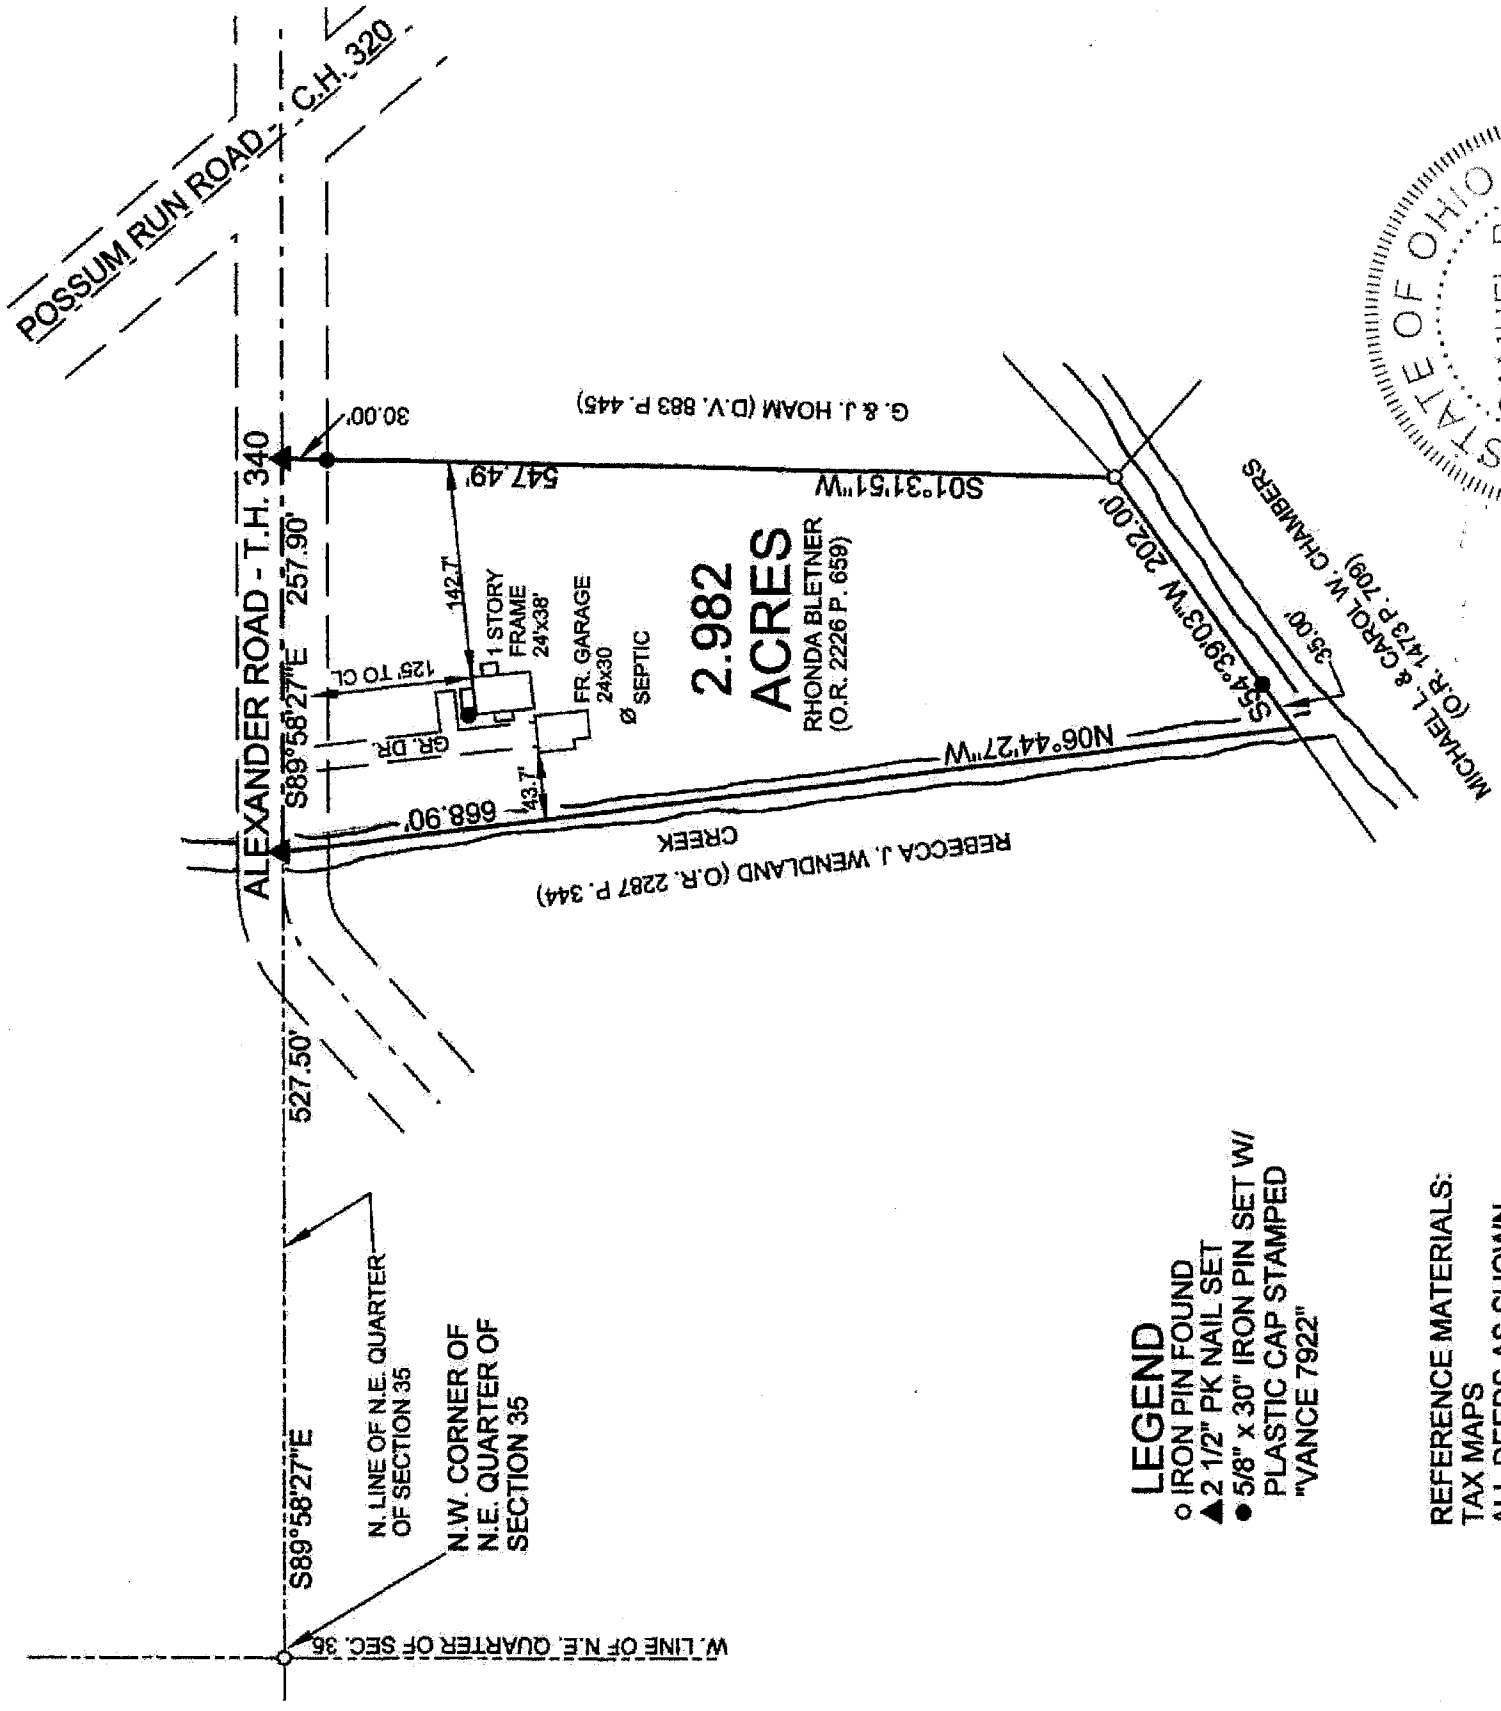 POSSUM RUN ROAD - C.H. 320
ALEXANDER ROAD - T.H. 340
S89°58'27"E 257.90'
30.00'
547.49'
S01°31'51"W
G. & J. HOAM (D.V. 883 P. 445)
142.7'
125' TO CL
GR. DR.
1 STORY
FRAME
24'x38'
FR. GARAGE
24x30
Ø
SEPTIC
43.7'
2.982
ACRES
RHONDA BLETNER
(O.R. 2226 P. 659)
S54°39'03"W 202.00'
35.00'
MICHAEL L. & CAROL W. CHAMBERS
(O.R. 1473 P. 709)
N06°44'27"W
668.90'
CREEK
REBECCA J. WENDLAND (O.R. 2287 P. 344)
527.50'
S89°58'27"E
N. LINE OF N.E. QUARTER
OF SECTION 35
N.W. CORNER OF
N.E. QUARTER OF
SECTION 35
W. LINE OF N.E. QUARTER OF SEC. 35
LEGEND
IRON PIN FOUND
2 1/2" PK NAIL SET
5/8" x 30" IRON PIN SET W/
PLASTIC CAP STAMPED
"VANCE 7922"
REFERENCE MATERIALS:
TAX MAPS
ALL DEEDS AS SHOWN
STATE OF OHIO